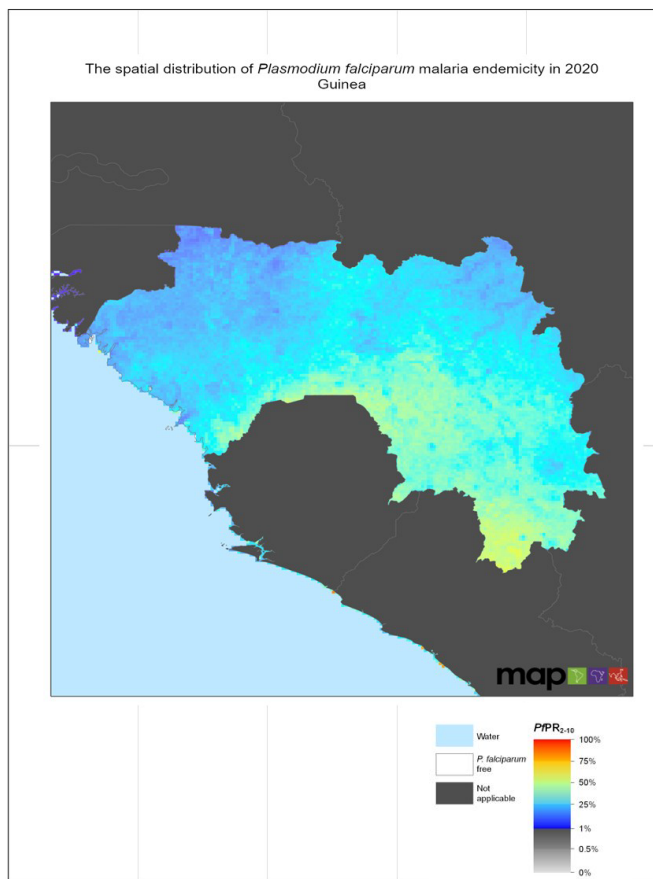 The spatial distribution of Plasmodium falciparum malaria endemicity in 2020
Guinea
map
Water
P. falciparum
free
Not
applicable
PfPR2-10
100%
75%
50%
25%
1%
0.5%
0%